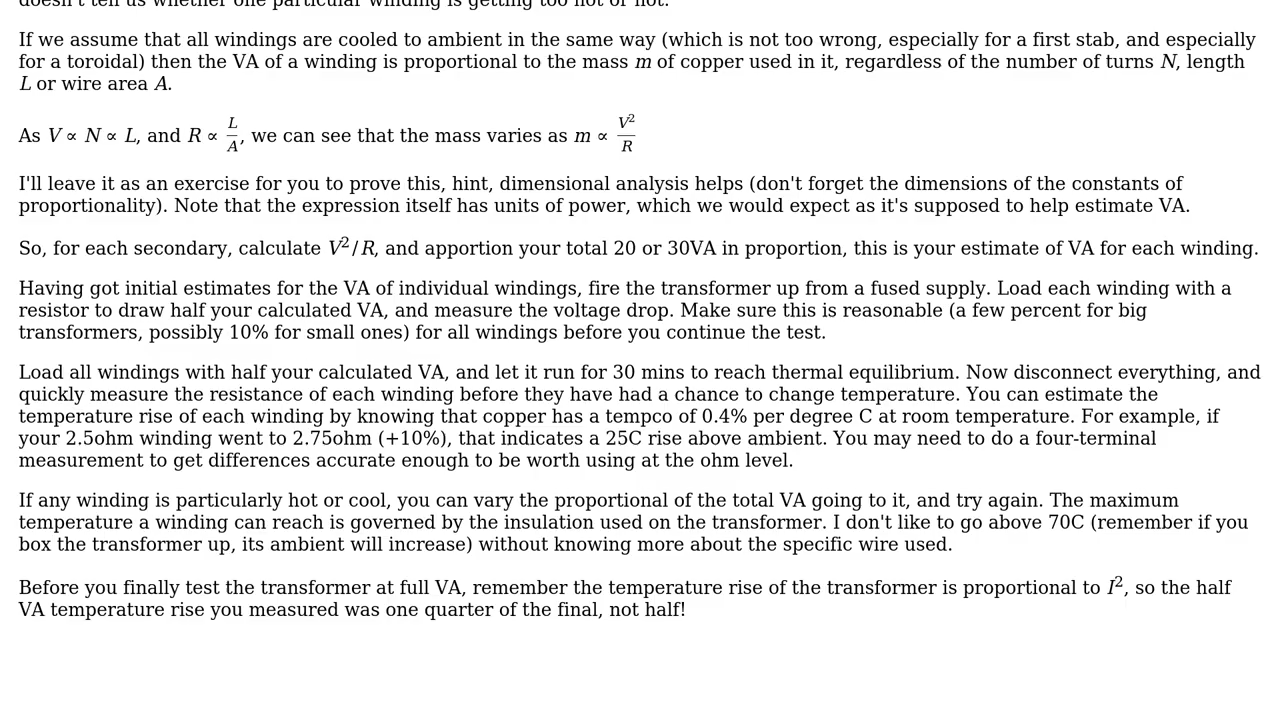 doesn't tell us whether one particular winding is getting too hot or not.
If we assume that all windings are cooled to ambient in the same way (which is not too wrong, especially for a first stab, and especially
for a toroidal) then the VA of a winding is proportional to the mass m of copper used in it, regardless of the number of turns N, length
L or wire area A.
As V ∝ N ∝ L, and R ∝ L/A, we can see that the mass varies as m ∝ V²/R
I'll leave it as an exercise for you to prove this, hint, dimensional analysis helps (don't forget the dimensions of the constants of
proportionality). Note that the expression itself has units of power, which we would expect as it's supposed to help estimate VA.
So, for each secondary, calculate V²/R, and apportion your total 20 or 30VA in proportion, this is your estimate of VA for each winding.
Having got initial estimates for the VA of individual windings, fire the transformer up from a fused supply. Load each winding with a
resistor to draw half your calculated VA, and measure the voltage drop. Make sure this is reasonable (a few percent for big
transformers, possibly 10% for small ones) for all windings before you continue the test.
Load all windings with half your calculated VA, and let it run for 30 mins to reach thermal equilibrium. Now disconnect everything, and
quickly measure the resistance of each winding before they have had a chance to change temperature. You can estimate the
temperature rise of each winding by knowing that copper has a tempco of 0.4% per degree C at room temperature. For example, if
your 2.5ohm winding went to 2.75ohm (+10%), that indicates a 25C rise above ambient. You may need to do a four-terminal
measurement to get differences accurate enough to be worth using at the ohm level.
If any winding is particularly hot or cool, you can vary the proportional of the total VA going to it, and try again. The maximum
temperature a winding can reach is governed by the insulation used on the transformer. I don't like to go above 70C (remember if you
box the transformer up, its ambient will increase) without knowing more about the specific wire used.
Before you finally test the transformer at full VA, remember the temperature rise of the transformer is proportional to I², so the half
VA temperature rise you measured was one quarter of the final, not half!